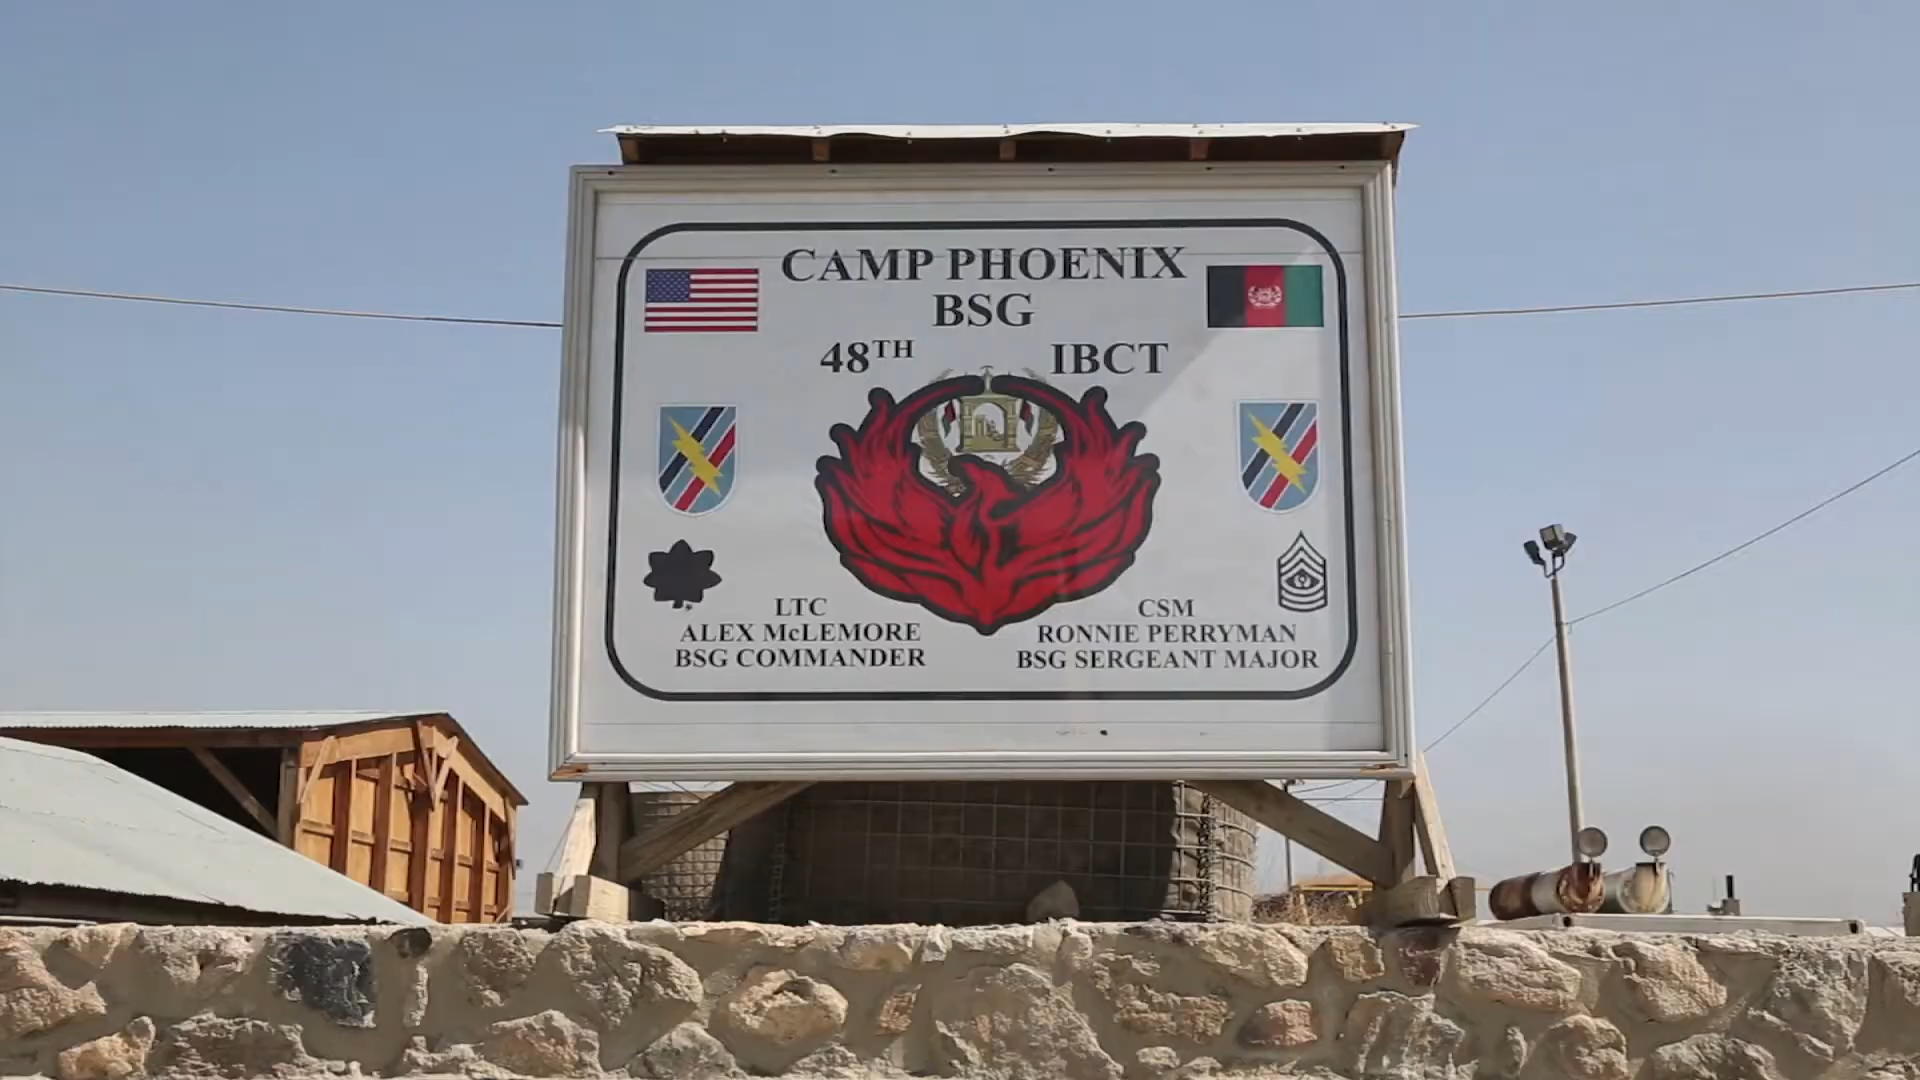 CAMP PHOENIX
BSG
48TH IBCT
LTC
ALEX McLEMORE
BSG COMMANDER
CSM
RONNIE PERRYMAN
BSG SERGEANT MAJOR